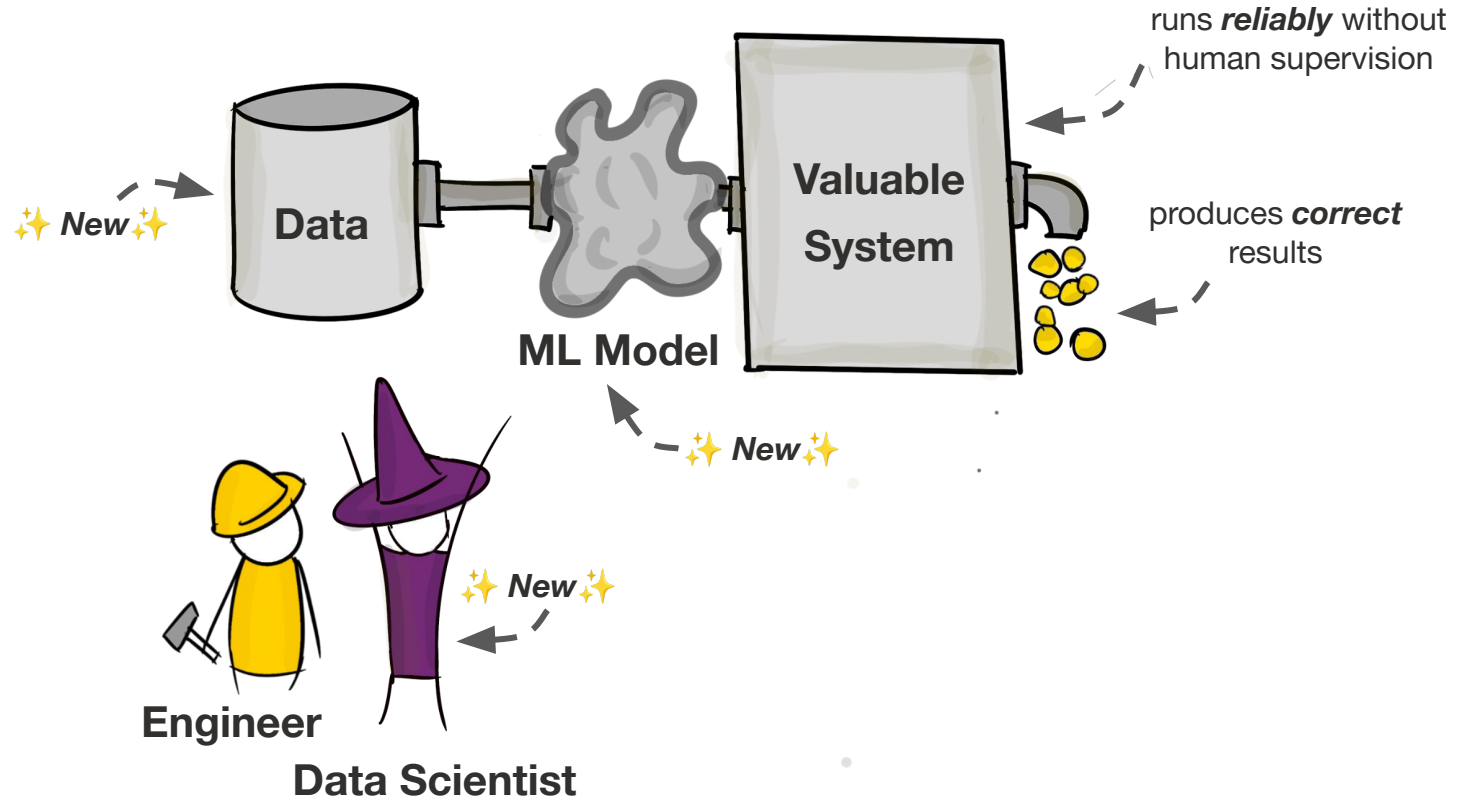 runs reliably without
human supervision
✨ New✨
Data
ML Model
Valuable
System
produces correct
results
✨ New✨
✨ New✨
Engineer
Data Scientist